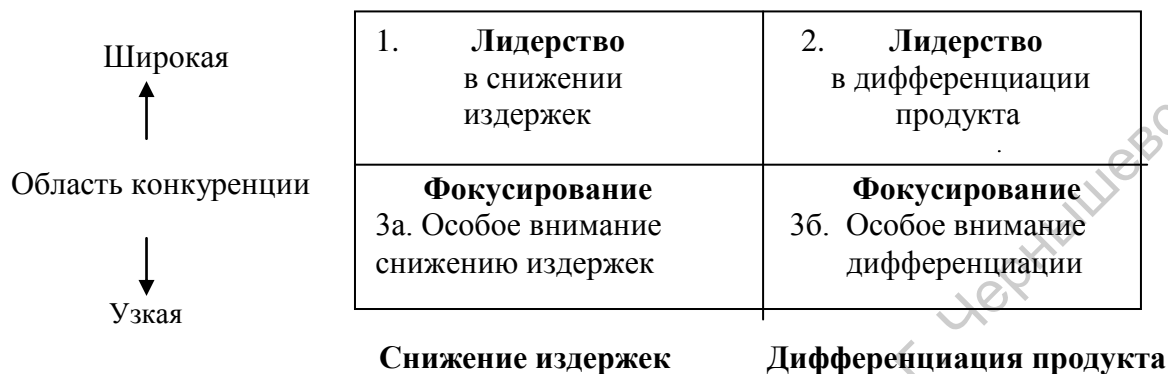 Широкая
Область конкуренции
Узкая
1. Лидерство
в снижении
издержек
2. Лидерство
в дифференциации
продукта
.
Фокусирование
3а. Особое внимание
снижению издержек
Фокусирование
3б. Особое внимание
дифференциации
Снижение издержек
Дифференциация продукта